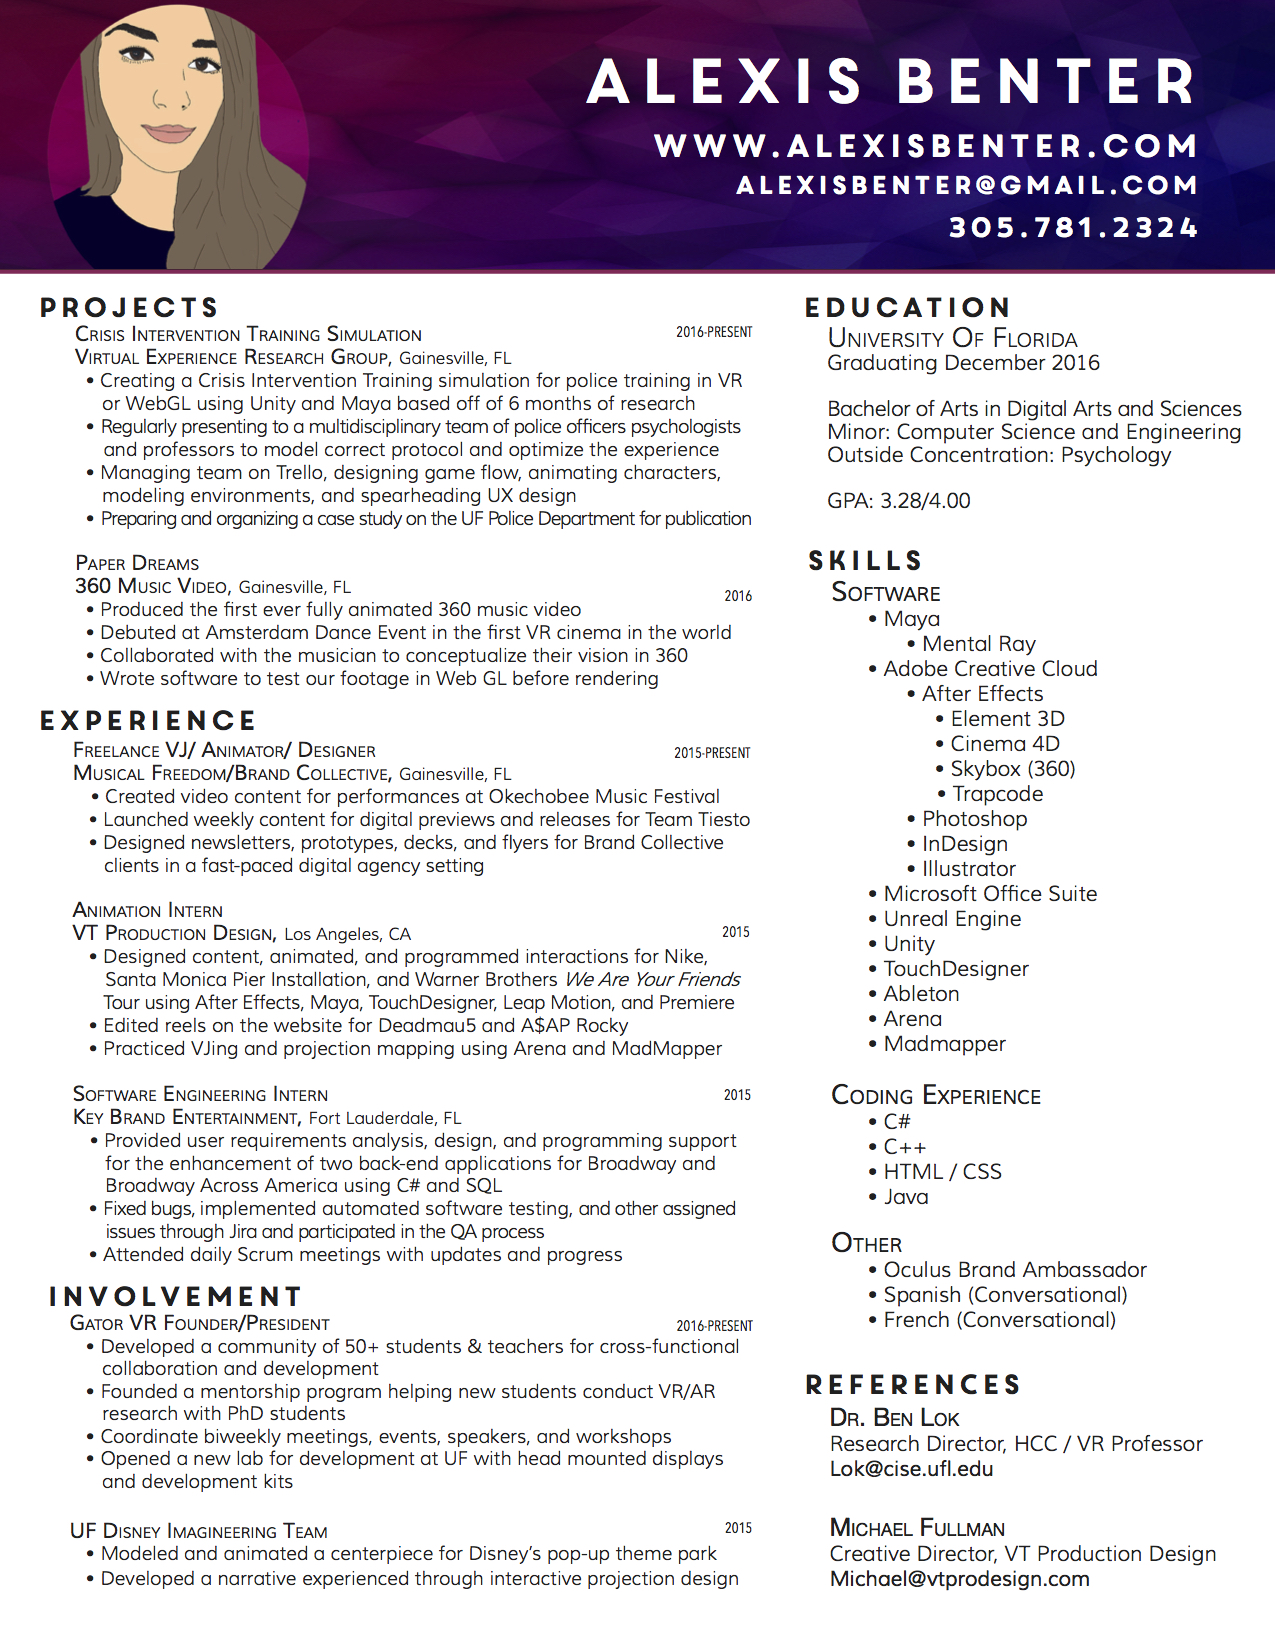 ALEXIS BENTER
WWW.ALEXISBENTER.COM
ALEXISBENTER@GMAIL.COM
305.781.2324
PROJECTS
CRISIS INTERVENTION TRAINING SIMULATION 2016-PRESENT
VIRTUAL EXPERIENCE RESEARCH GROUP, Gainesville, FL
• Creating a Crisis Intervention Training simulation for police training in VR
or WebGL using Unity and Maya based off of 6 months of research
• Regularly presenting to a multidisciplinary team of police officers psychologists
and professors to model correct protocol and optimize the experience
• Managing team on Trello, designing game flow, animating characters,
modeling environments, and spearheading UX design
• Preparing and organizing a case study on the UF Police Department for publication
PAPER DREAMS
360 MUSIC VIDEO, Gainesville, FL 2016
• Produced the first ever fully animated 360 music video
• Debuted at Amsterdam Dance Event in the first VR cinema in the world
• Collaborated with the musician to conceptualize their vision in 360
• Wrote software to test our footage in Web GL before rendering
EXPERIENCE
FREELANCE VJ/ ANIMATOR/ DESIGNER 2015-PRESENT
MUSICAL FREEDOM/BRAND COLLECTIVE, Gainesville, FL
• Created video content for performances at Okechobee Music Festival
• Launched weekly content for digital previews and releases for Team Tiesto
• Designed newsletters, prototypes, decks, and flyers for Brand Collective
clients in a fast-paced digital agency setting
ANIMATION INTERN
VT PRODUCTION DESIGN, Los Angeles, CA 2015
• Designed content, animated, and programmed interactions for Nike,
Santa Monica Pier Installation, and Warner Brothers We Are Your Friends
Tour using After Effects, Maya, TouchDesigner, Leap Motion, and Premiere
• Edited reels on the website for Deadmau5 and A$AP Rocky
• Practiced VJing and projection mapping using Arena and MadMapper
SOFTWARE ENGINEERING INTERN 2015
KEY BRAND ENTERTAINMENT, Fort Lauderdale, FL
• Provided user requirements analysis, design, and programming support
for the enhancement of two back-end applications for Broadway and
Broadway Across America using C# and SQL
• Fixed bugs, implemented automated software testing, and other assigned
issues through Jira and participated in the QA process
• Attended daily Scrum meetings with updates and progress
INVOLVEMENT
GATOR VR FOUNDER/PRESIDENT 2016-PRESENT
• Developed a community of 50+ students & teachers for cross-functional
collaboration and development
• Founded a mentorship program helping new students conduct VR/AR
research with PhD students
• Coordinate biweekly meetings, events, speakers, and workshops
• Opened a new lab for development at UF with head mounted displays
and development kits
UF DISNEY IMAGINEERING TEAM 2015
• Modeled and animated a centerpiece for Disney's pop-up theme park
• Developed a narrative experienced through interactive projection design
EDUCATION
UNIVERSITY OF FLORIDA
Graduating December 2016
Bachelor of Arts in Digital Arts and Sciences
Minor: Computer Science and Engineering
Outside Concentration: Psychology
GPA: 3.28/4.00
SKILLS
SOFTWARE
• Maya
• Mental Ray
• Adobe Creative Cloud
• After Effects
• Element 3D
• Cinema 4D
• Skybox (360)
• Trapcode
• Photoshop
• InDesign
• Illustrator
• Microsoft Office Suite
• Unreal Engine
• Unity
• TouchDesigner
• Ableton
• Arena
• Madmapper
CODING EXPERIENCE
• C#
• C++
• HTML / CSS
• Java
OTHER
• Oculus Brand Ambassador
• Spanish (Conversational)
• French (Conversational)
REFERENCES
DR. BEN LOK
Research Director, HCC / VR Professor
Lok@cise.ufl.edu
MICHAEL FULLMAN
Creative Director, VT Production Design
Michael@vtprodesign.com